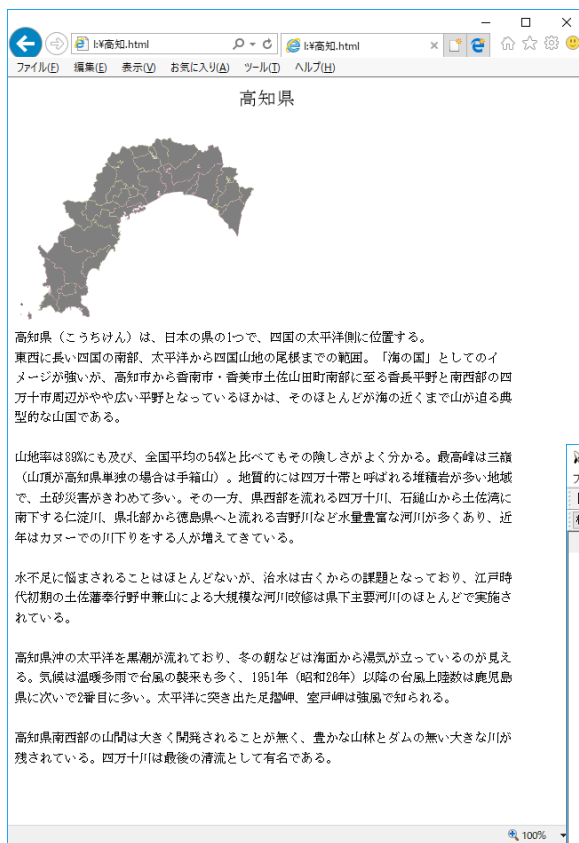 l:¥高知.html
l:¥高知.html
ファイル(F) 編集(E) 表示(V) お気に入り(A) ツール(T) ヘルプ(H)
高知県
高知県（こうちけん）は、日本の県の1つで、四国の太平洋側に位置する。
東西に長い四国の南部、太平洋から四国山地の尾根までの範囲。「海の国」としてのイ
メージが強いが、高知市から香南市・香美市土佐山田町南部に至る香長平野と南西部の四
万十市周辺がやや広い平野となっているほかは、そのほとんどが海の近くまで山が迫る典
型的な山国である。
山地率は89%にも及び、全国平均の54%と比べてもその険しさがよく分かる。最高峰は三嶺
（山頂が高知県単独の場合は手箱山）。地質的には四万十帯と呼ばれる堆積岩が多い地域
で、土砂災害がきわめて多い。その一方、県西部を流れる四万十川、石鎚山から土佐湾に
南下する仁淀川、県北部から徳島県へと流れる吉野川など水量豊富な河川が多くあり、近
年はカヌーでの川下りをする人が増えてきている。
水不足に悩まされることはほとんどないが、治水は古くからの課題となっており、江戸時
代初期の土佐藩奉行野中兼山による大規模な河川改修は県下主要河川のほとんどで実施さ
れている。
高知県沖の太平洋を黒潮が流れており、冬の朝などは海面から湯気が立っているのが見え
る。気候は温暖多雨で台風の襲来も多く、1951年（昭和26年）以降の台風上陸数は鹿児島
県に次いで2番目に多い。太平洋に突き出た足摺岬、室戸岬は強風で知られる。
高知県南西部の山間は大きく開発されることが無く、豊かな山林とダムの無い大きな川が
残されている。四万十川は最後の清流として有名である。
100%